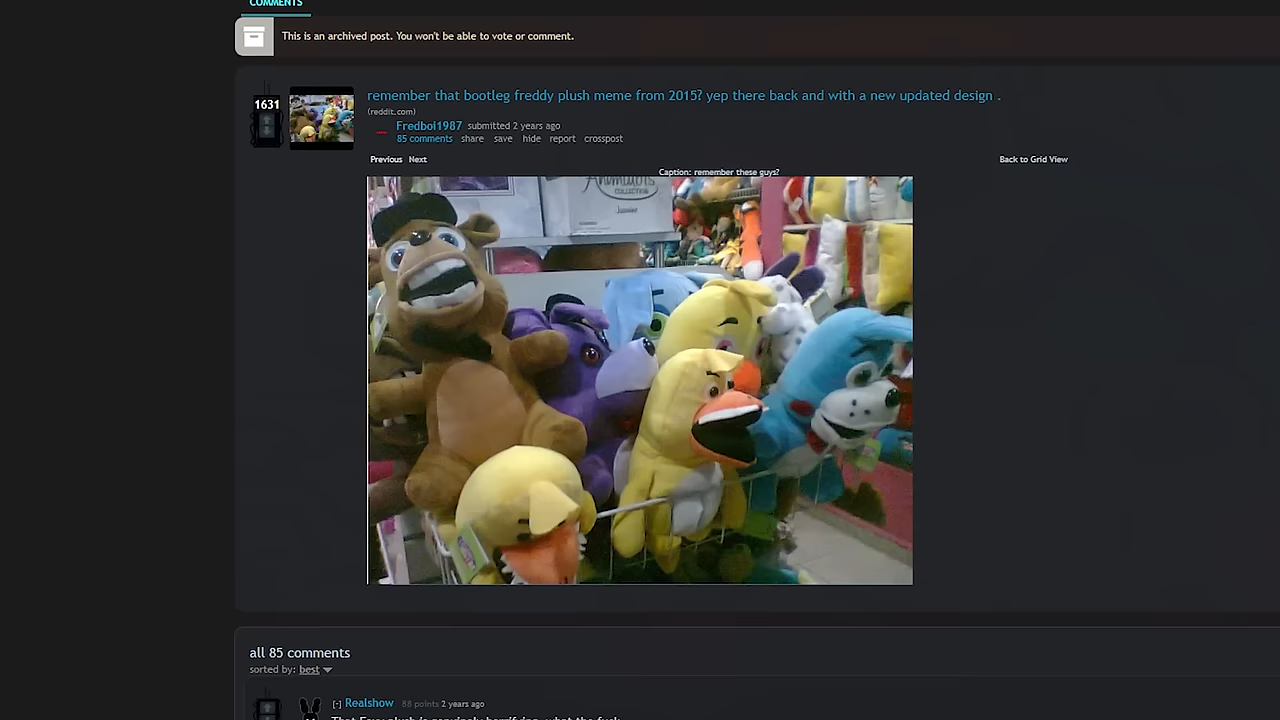 COMMENTS
This is an archived post. You won't be able to vote or comment.
1631
remember that bootleg freddy plush meme from 2015? yep there back and with a new updated design .
(reddit.com)
Fredboi1987 submitted 2 years ago
85 comments share save hide report crosspost
Previous Next
Back to Grid View
Caption: remember these guys?
all 85 comments
sorted by: best
[-] Realshow 88 points 2 years ago